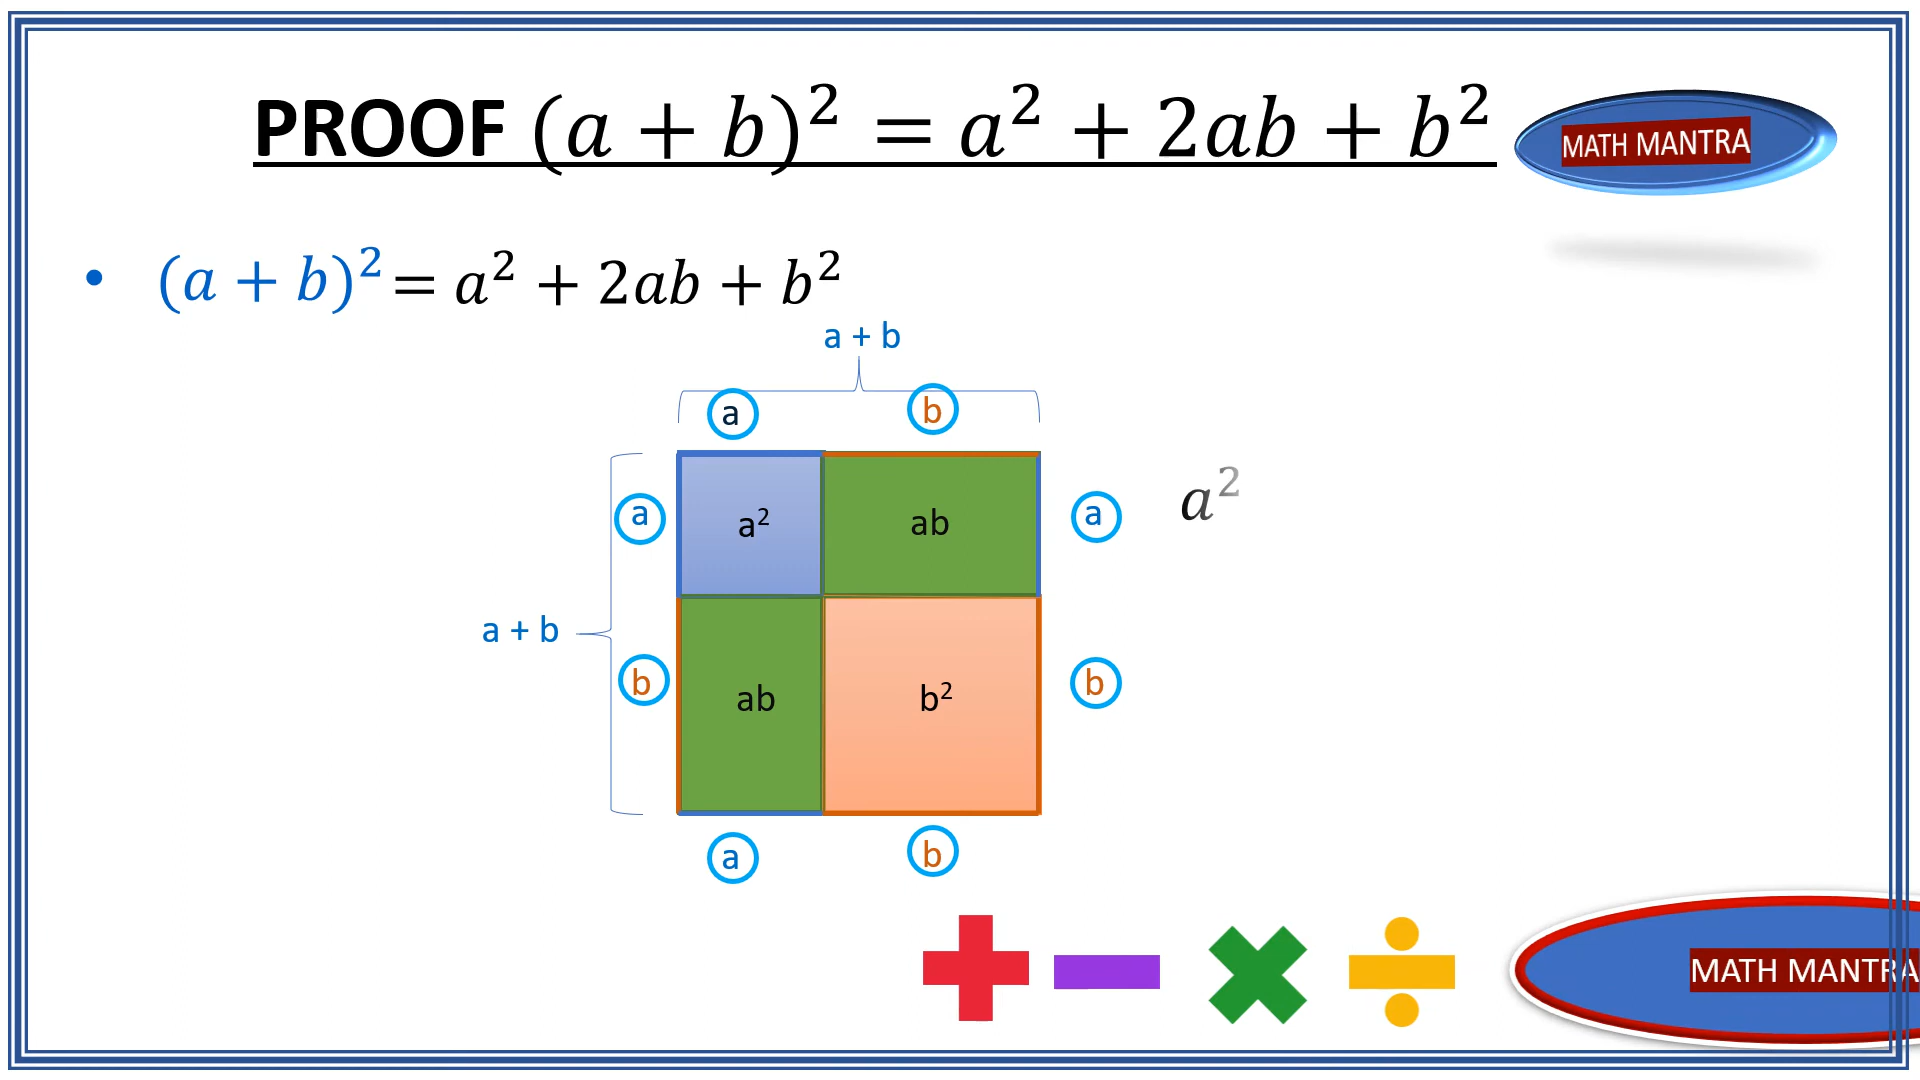 PROOF (a + b)² = a² + 2ab + b²
MATH MANTRA
• (a + b)² = a² + 2ab + b²
a + b
a b
a a² ab a a²
a + b
b ab b² b
a b
MATH MANTRA